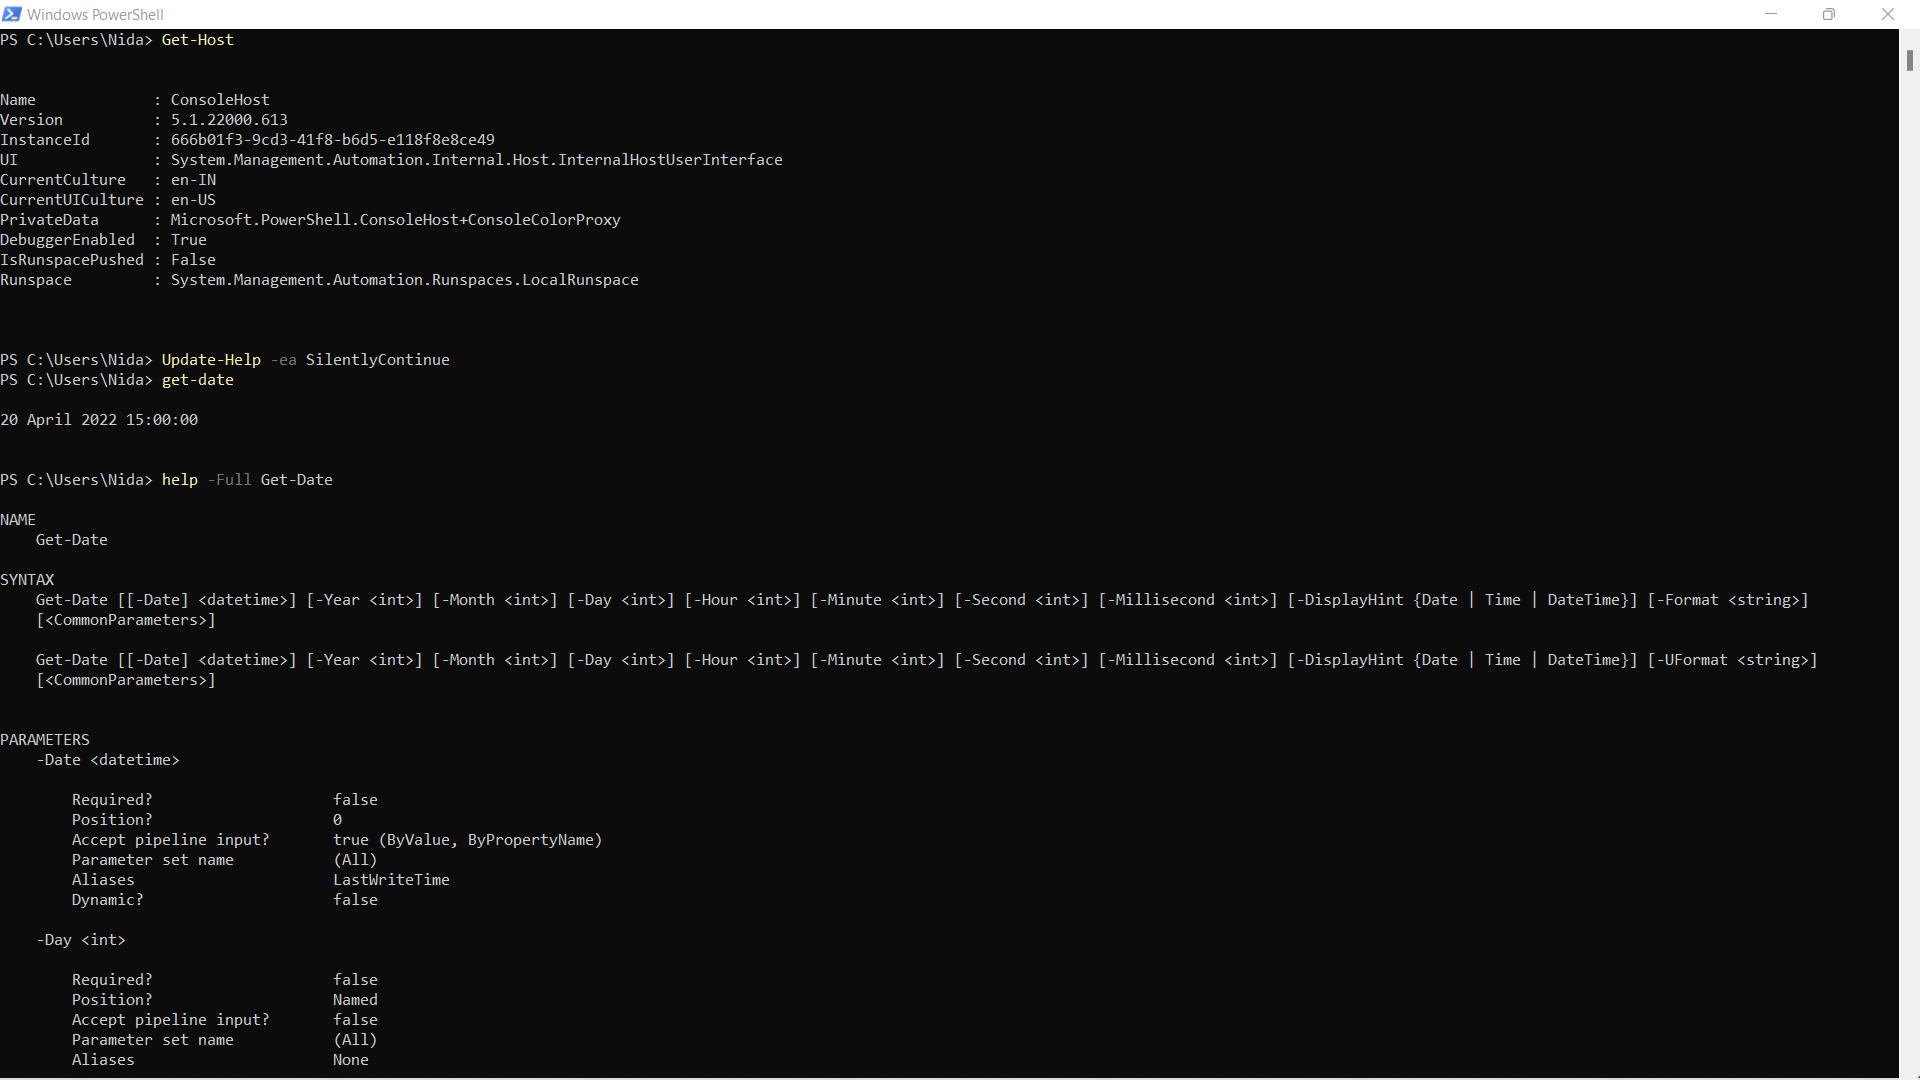 Windows PowerShell
PS C:\Users\Nida> Get-Host
Name             : ConsoleHost
Version          : 5.1.22000.613
InstanceId       : 666b01f3-9cd3-41f8-b6d5-e118f8e8ce49
UI               : System.Management.Automation.Internal.Host.InternalHostUserInterface
CurrentCulture   : en-IN
CurrentUICulture : en-US
PrivateData      : Microsoft.PowerShell.ConsoleHost+ConsoleColorProxy
DebuggerEnabled  : True
IsRunspacePushed : False
Runspace         : System.Management.Automation.Runspaces.LocalRunspace
PS C:\Users\Nida> Update-Help -ea SilentlyContinue
PS C:\Users\Nida> get-date
20 April 2022 15:00:00
PS C:\Users\Nida> help -Full Get-Date
NAME
    Get-Date
SYNTAX
    Get-Date [[-Date] <datetime>] [-Year <int>] [-Month <int>] [-Day <int>] [-Hour <int>] [-Minute <int>] [-Second <int>] [-Millisecond <int>] [-DisplayHint {Date | Time | DateTime}] [-Format <string>]
    [<CommonParameters>]
    Get-Date [[-Date] <datetime>] [-Year <int>] [-Month <int>] [-Day <int>] [-Hour <int>] [-Minute <int>] [-Second <int>] [-Millisecond <int>] [-DisplayHint {Date | Time | DateTime}] [-UFormat <string>]
    [<CommonParameters>]
PARAMETERS
    -Date <datetime>
        Required?                    false
        Position?                    0
        Accept pipeline input?       true (ByValue, ByPropertyName)
        Parameter set name           (All)
        Aliases                      LastWriteTime
        Dynamic?                     false
    -Day <int>
        Required?                    false
        Position?                    Named
        Accept pipeline input?       false
        Parameter set name           (All)
        Aliases                      None